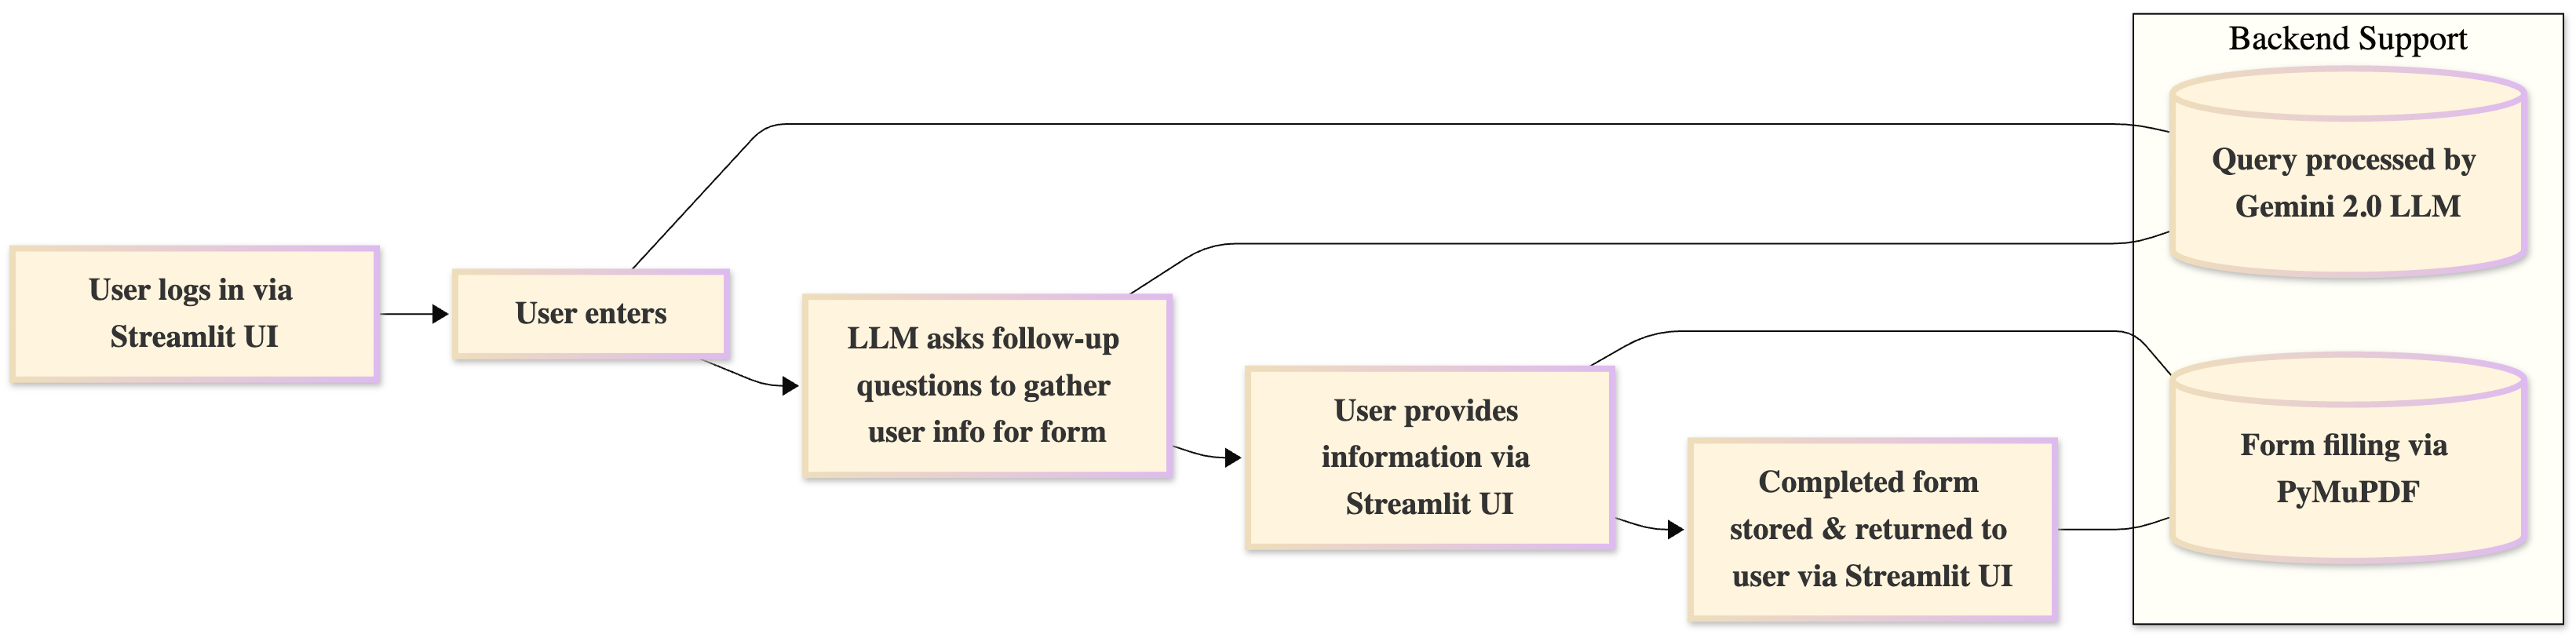 Backend Support
Query processed by
Gemini 2.0 LLM
User logs in via
Streamlit UI
User enters
LLM asks follow-up
questions to gather
user info for form
User provides
information via
Streamlit UI
Completed form
stored & returned to
user via Streamlit UI
Form filling via
PyMuPDF